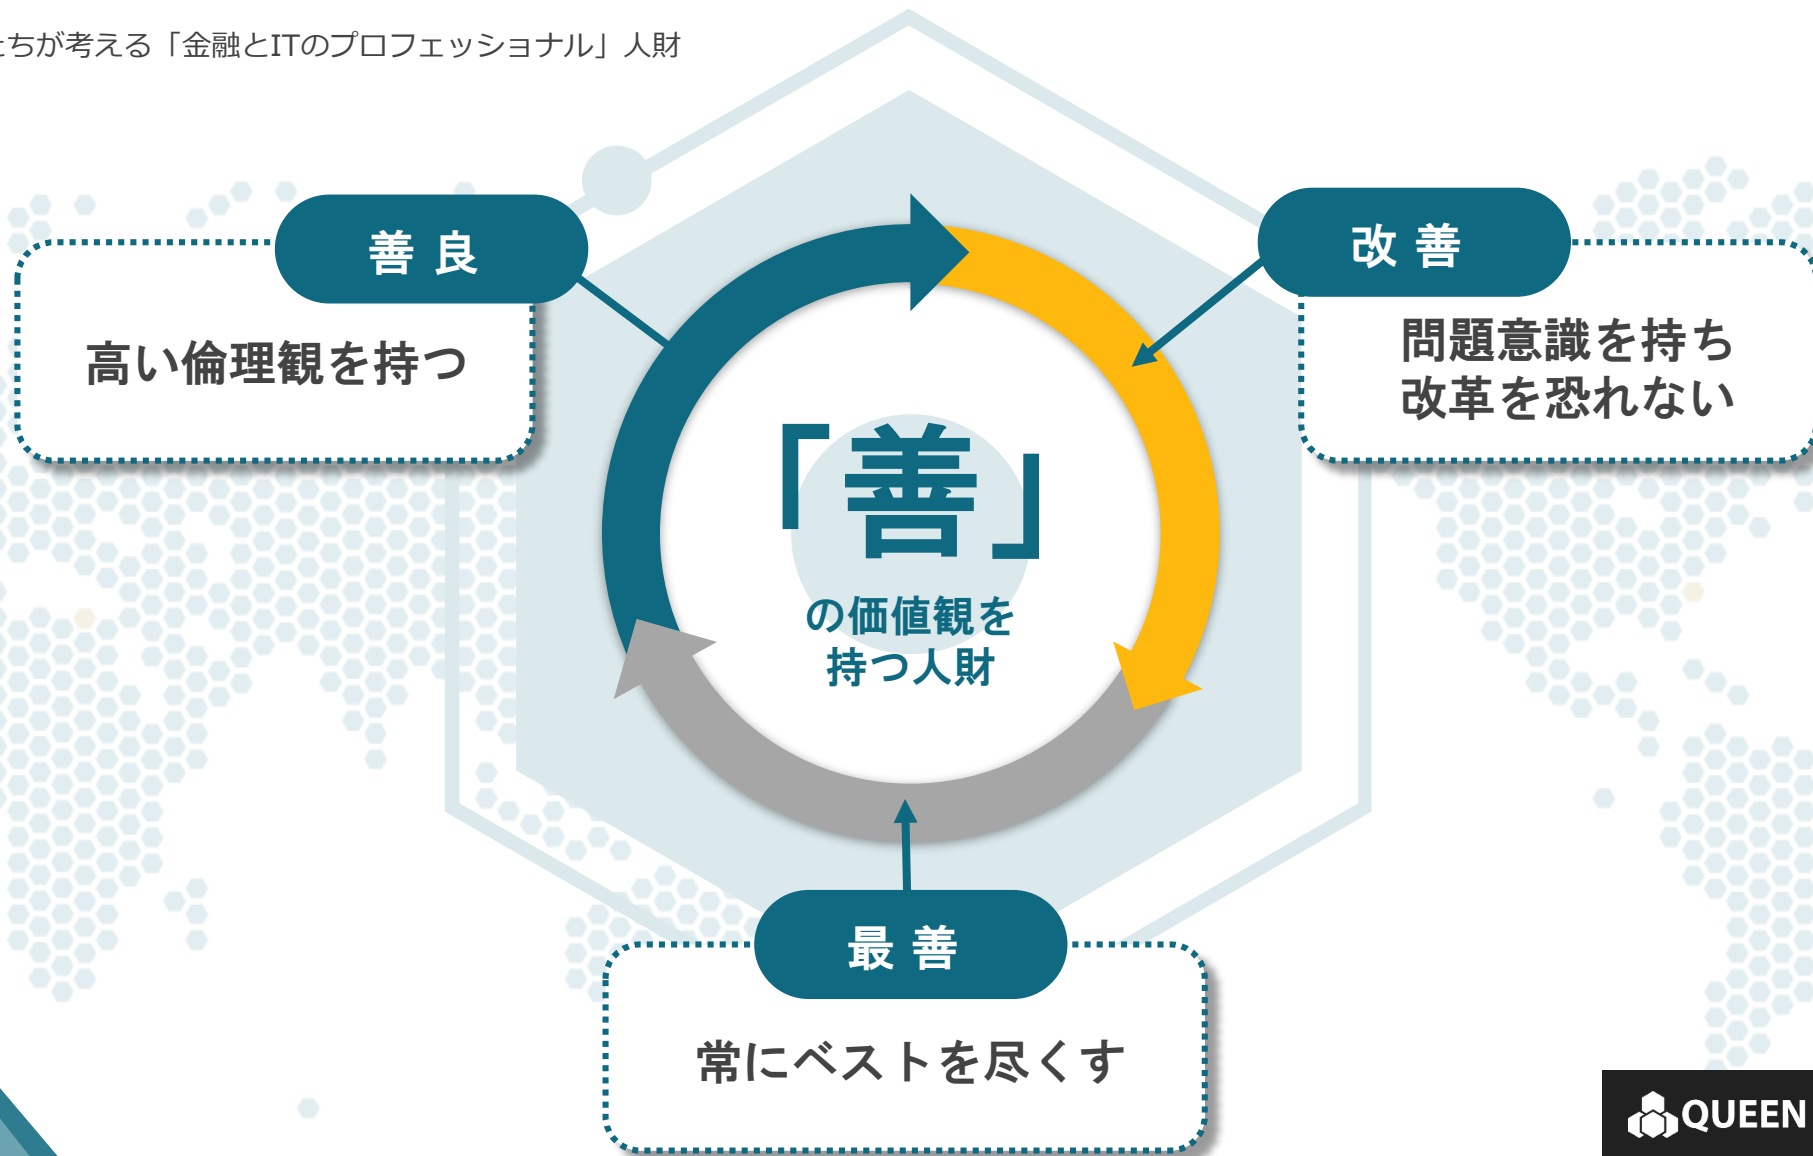 たちが考える「金融とITのプロフェッショナル」人財
善良
高い倫理観を持つ
改善
問題意識を持ち
改革を恐れない
「善」
の価値観を
持つ人財
最善
常にベストを尽くす
QUEEN